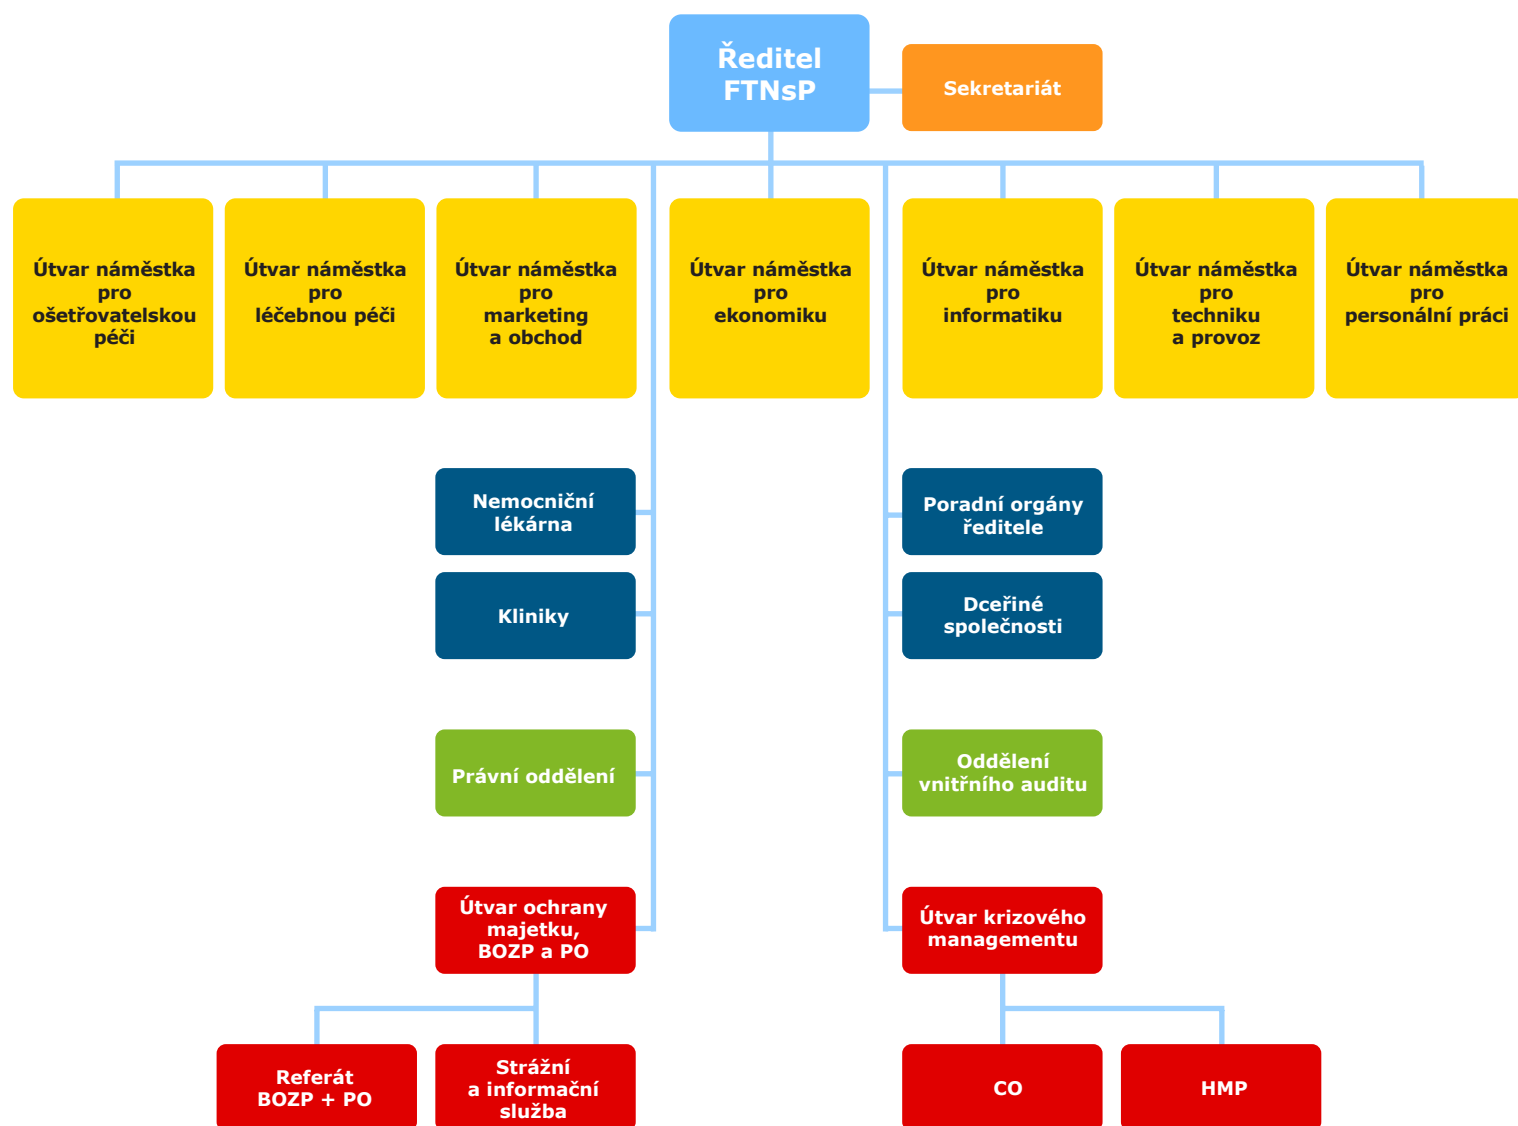 Ředitel
FTNsP
Sekretariát
Útvar náměstka
pro
ošetřovatelskou
péči
Útvar náměstka
pro
léčebnou péči
Útvar náměstka
pro
marketing
a obchod
Útvar náměstka
pro
ekonomiku
Útvar náměstka
pro
informatiku
Útvar náměstka
pro
techniku
a provoz
Útvar náměstka
pro
personální práci
Nemocniční
lékárna
Poradní orgány
ředitele
Kliniky
Dceřiné
společnosti
Právní oddělení
Oddělení
vnitřního auditu
Útvar ochrany
majetku,
BOZP a PO
Útvar krizového
managementu
Referát
BOZP + PO
Strážní
a informační
služba
CO
HMP